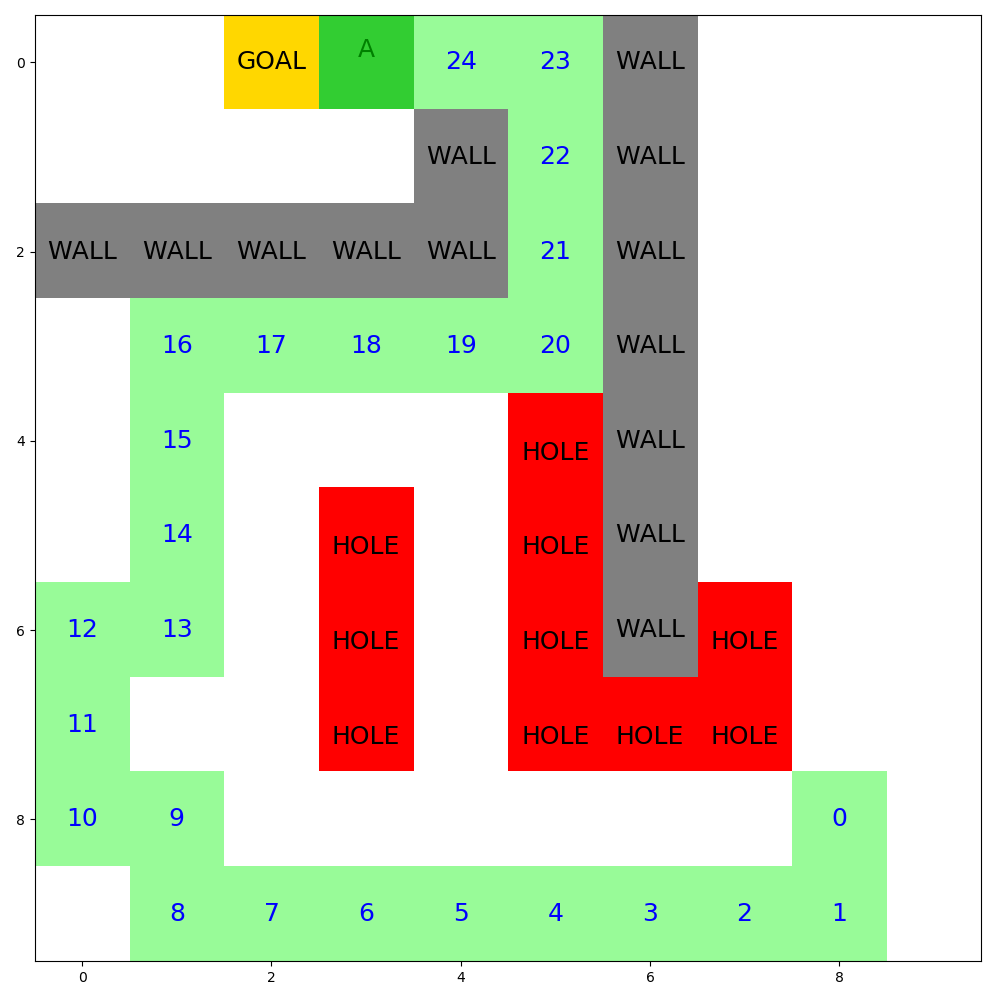 0 GOAL A 24 23 WALL
WALL 22 WALL
2 WALL WALL WALL WALL WALL 21 WALL
16 17 18 19 20 WALL
4 15 HOLE WALL
14 HOLE HOLE WALL
6 12 13 HOLE HOLE WALL HOLE
11 HOLE HOLE HOLE HOLE
8 10 9 0
8 7 6 5 4 3 2 1
0 2 4 6 8